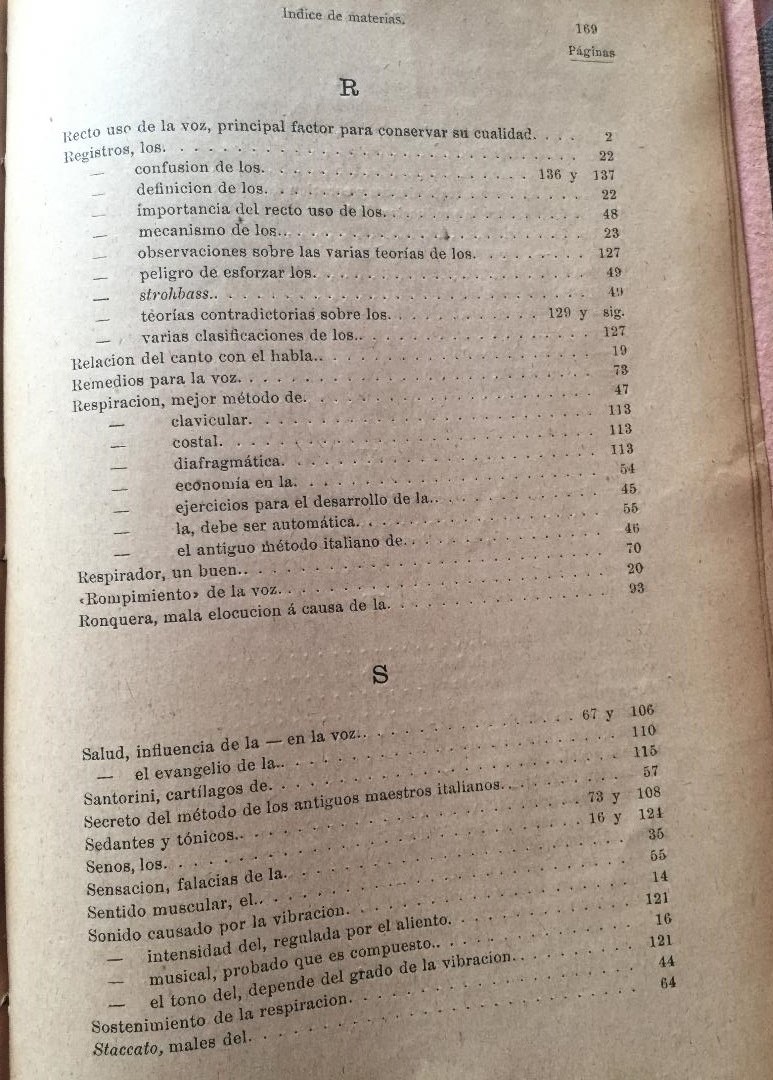 Indice de materias.
169
Páginas
R
Recto uso de la voz, principal factor para conservar su cualidad. . . . 2
Registros, los. . . . 22
— confusion de los. . . . 136 y 137
— definicion de los. . . . 22
— importancia del recto uso de los. . . . 48
— mecanismo de los. . . . 23
— observaciones sobre las varias teorías de los. . . . 127
— peligro de esforzar los. . . . 49
— strohbass. . . . 49
— teorías contradictorias sobre los. . . . 129 y sig.
— varias clasificaciones de los. . . . 127
Relacion del canto con el habla. . . . 19
Remedios para la voz. . . . 73
Respiracion, mejor método de. . . . 47
— clavicular. . . . 113
— costal. . . . 113
— diafragmática. . . . 113
— economía en la. . . . 54
— ejercicios para el desarrollo de la. . . . 45
— la, debe ser automática. . . . 55
— el antiguo método italiano de. . . . 46
Respirador, un buen. . . . 70
«Rompimiento» de la voz. . . . 20
Ronquera, mala elocucion á causa de la. . . . 93
S
Salud, influencia de la — en la voz. . . . 67 y 106
— el evangelio de la. . . . 110
Santorini, cartílagos de. . . . 115
Secreto del método de los antiguos maestros italianos. . . . 57
Sedantes y tónicos. . . . 73 y 108
Senos, los. . . . 16 y 124
Sensacion, falacias de la. . . . 35
Sentido muscular, el. . . . 55
Sonido causado por la vibracion. . . . 14
— intensidad del, regulada por el aliento. . . . 121
— musical, probado que es compuesto. . . . 16
— el tono del, depende del grado de la vibracion. . . . 121
Sostenimiento de la respiracion. . . . 44
Staccato, males del. . . . 64